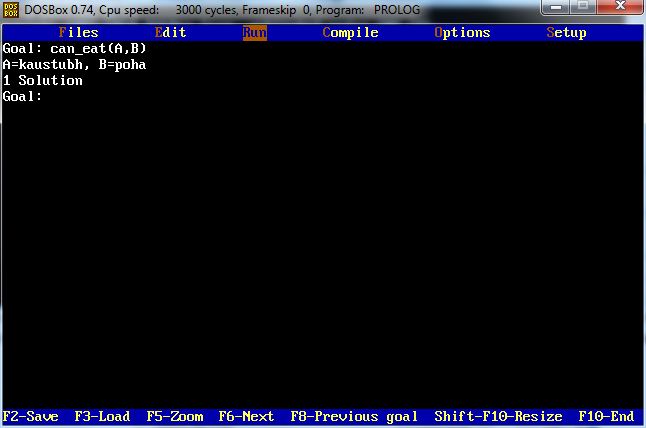 DOS
BOX
DOSBox 0.74, Cpu speed: 3000 cycles, Frameskip 0, Program: PROLOG
Files Edit Run Compile Options Setup
Goal: can_eat(A,B)
A=kaustubh, B=poha
1 Solution
Goal:
F2-Save F3-Load F5-Zoom F6-Next F8-Previous goal Shift-F10-Resize F10-End